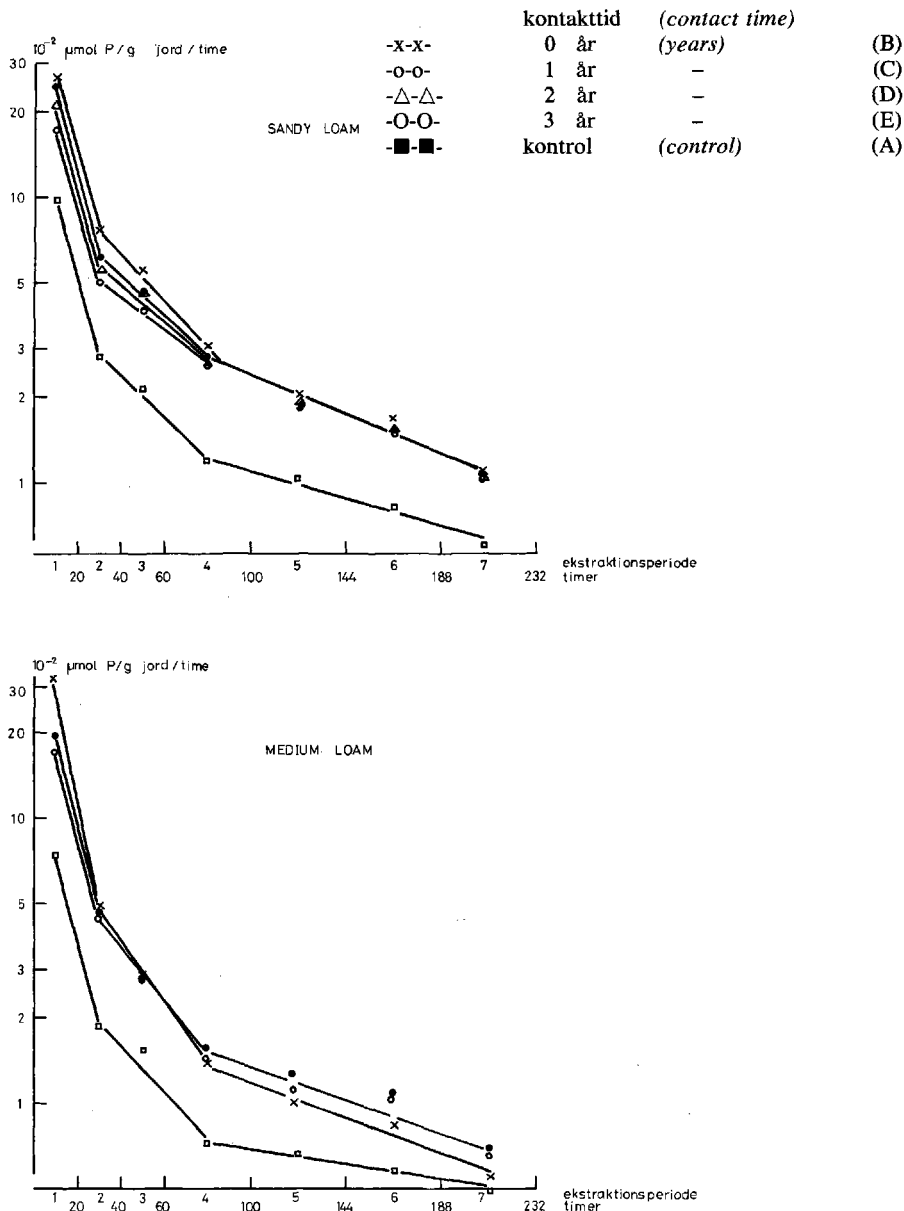 kontakttid (contact time)
-x-x- 0 år (years) (B)
-o-o- 1 år – (C)
-△-△- 2 år – (D)
-O-O- 3 år – (E)
-■-■- kontrol (control) (A)
10⁻² µmol P/g jord/time
30
20
SANDY LOAM
10
5
3
2
1
1 2 3 4 5 6 7 ekstraktionsperiode
20 40 60 100 144 188 232 timer
10⁻² µmol P/g jord/time
30
20
MEDIUM LOAM
10
5
3
2
1
1 2 3 4 5 6 7 ekstraktionsperiode
20 40 60 100 144 188 232 timer